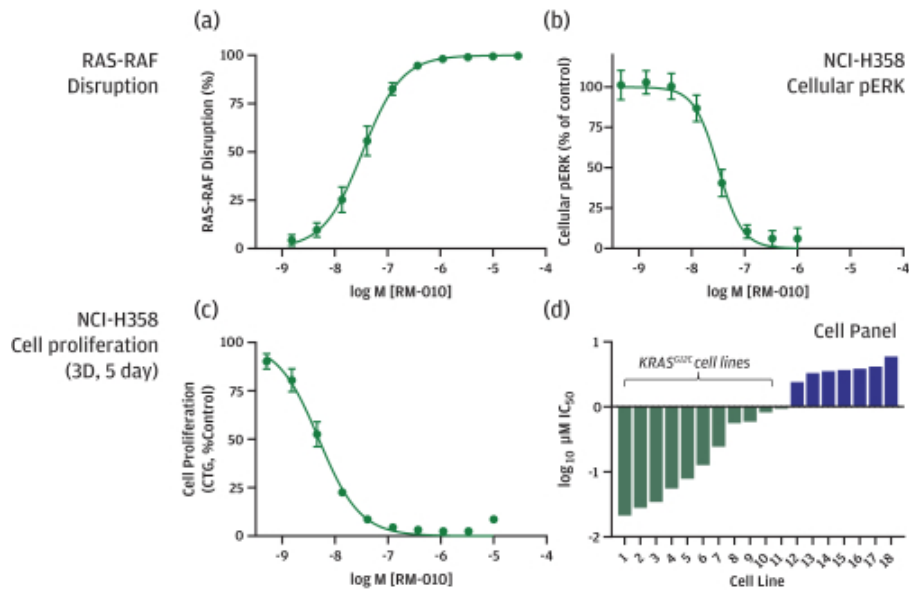 (a)
RAS-RAF
Disruption
RAS-RAF Disruption (%)
100
75
50
25
0
-9 -8 -7 -6 -5 -4
log M [RM-010]
(b)
NCI-H358
Cellular pERK
Cellular pERK (% of control)
100
75
50
25
0
-9 -8 -7 -6 -5 -4
log M [RM-010]
(c)
NCI-H358
Cell proliferation
(3D, 5 day)
Cell Proliferation
(CTG, %Control)
100
75
50
25
0
-9 -8 -7 -6 -5 -4
log M [RM-010]
(d)
Cell Panel
KRASG12C cell lines
log10 µM IC50
1
0
-1
-2
1 2 3 4 5 6 7 8 9 10 11 12 13 14 15 16 17 18
Cell Line